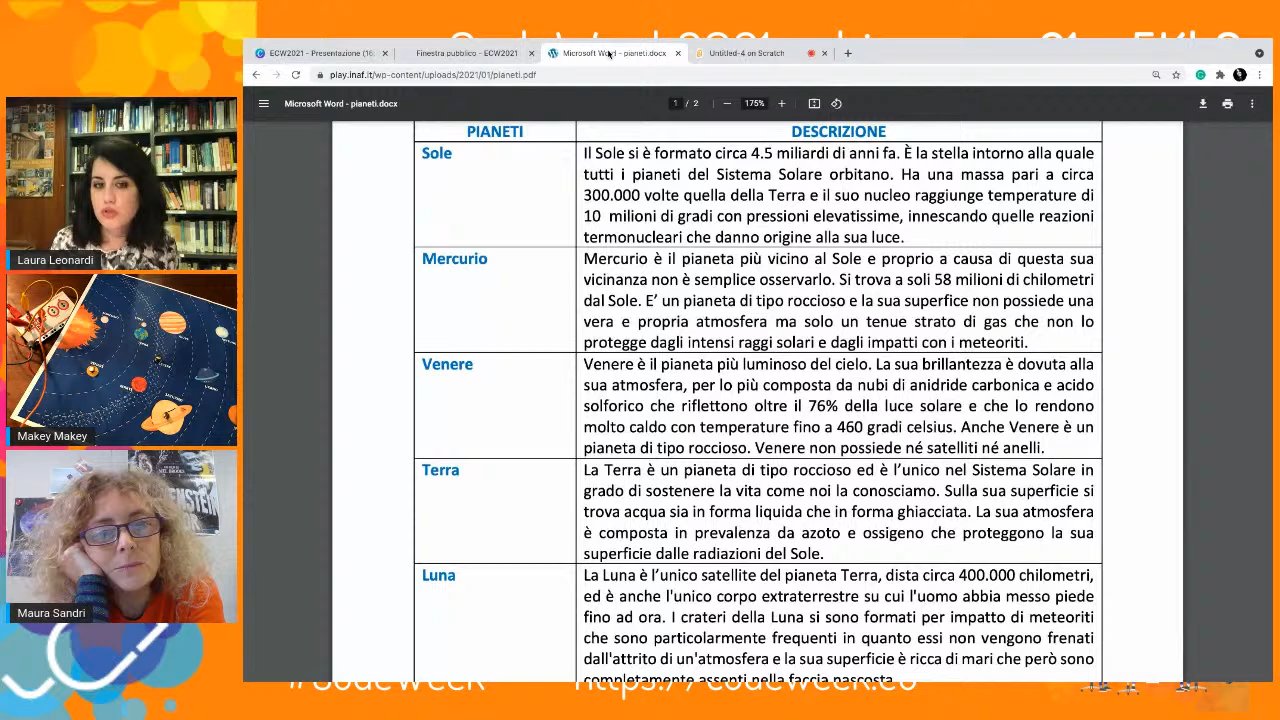 ECW2021 - Presentazione (16
Finestra pubblico – ECW2021
Microsoft Word - pianeti.docx
Untitled-4 on Scratch
play.inaf.it/wp-content/uploads/2021/01/pianeti.pdf
Microsoft Word - pianeti.docx
1 / 2
175%
PIANETI DESCRIZIONE
Sole
Il Sole si è formato circa 4.5 miliardi di anni fa. È la stella intorno alla quale
tutti i pianeti del Sistema Solare orbitano. Ha una massa pari a circa
300.000 volte quella della Terra e il suo nucleo raggiunge temperature di
10 milioni di gradi con pressioni elevatissime, innescando quelle reazioni
termonucleari che danno origine alla sua luce.
Mercurio
Mercurio è il pianeta più vicino al Sole e proprio a causa di questa sua
vicinanza non è semplice osservarlo. Si trova a soli 58 milioni di chilometri
dal Sole. E’ un pianeta di tipo roccioso e la sua superfice non possiede una
vera e propria atmosfera ma solo un tenue strato di gas che non lo
protegge dagli intensi raggi solari e dagli impatti con i meteoriti.
Venere
Venere è il pianeta più luminoso del cielo. La sua brillantezza è dovuta alla
sua atmosfera, per lo più composta da nubi di anidride carbonica e acido
solforico che riflettono oltre il 76% della luce solare e che lo rendono
molto caldo con temperature fino a 460 gradi celsius. Anche Venere è un
pianeta di tipo roccioso. Venere non possiede né satelliti né anelli.
Terra
La Terra è un pianeta di tipo roccioso ed è l’unico nel Sistema Solare in
grado di sostenere la vita come noi la conosciamo. Sulla sua superficie si
trova acqua sia in forma liquida che in forma ghiacciata. La sua atmosfera
è composta in prevalenza da azoto e ossigeno che proteggono la sua
superficie dalle radiazioni del Sole.
Luna
La Luna è l’unico satellite del pianeta Terra, dista circa 400.000 chilometri,
ed è anche l'unico corpo extraterrestre su cui l'uomo abbia messo piede
fino ad ora. I crateri della Luna si sono formati per impatto di meteoriti
che sono particolarmente frequenti in quanto essi non vengono frenati
dall'attrito di un'atmosfera e la sua superficie è ricca di mari che però sono
completamente assenti nella faccia nascosta.
Laura Leonardi
Makey Makey
Maura Sandri
#CodeWeek
https://codeweek.eu